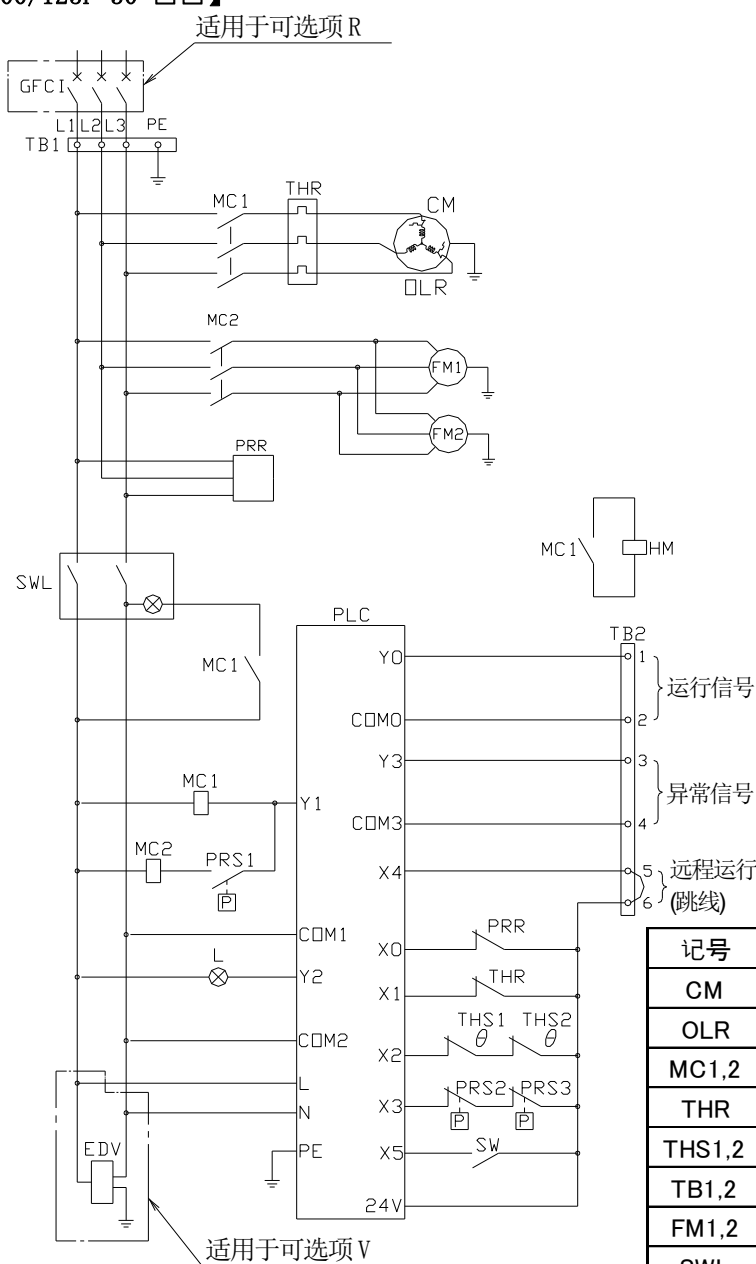 适用于可选项R
GFCI
L1 L2 L3 PE
TB1
MC1
THR
CM
OLR
MC2
FM1
FM2
PRR
MC1
HM
SWL
PLC
TB2
Y0
1
MC1
运行信号
COM0
2
Y3
3
MC1
Y1
异常信号
COM3
4
MC2
PRS1
P
X4
5
远程运行
6
(跳线)
COM1
X0
PRR
L
Y2
X1
THR
COM2
X2
THS1
θ
THS2
θ
L
N
X3
PRS2
P
PRS3
P
EDV
PE
X5
SW
24V
适用于可选项V
记号
CM
OLR
MC1,2
THR
THS1,2
TB1,2
FM1,2